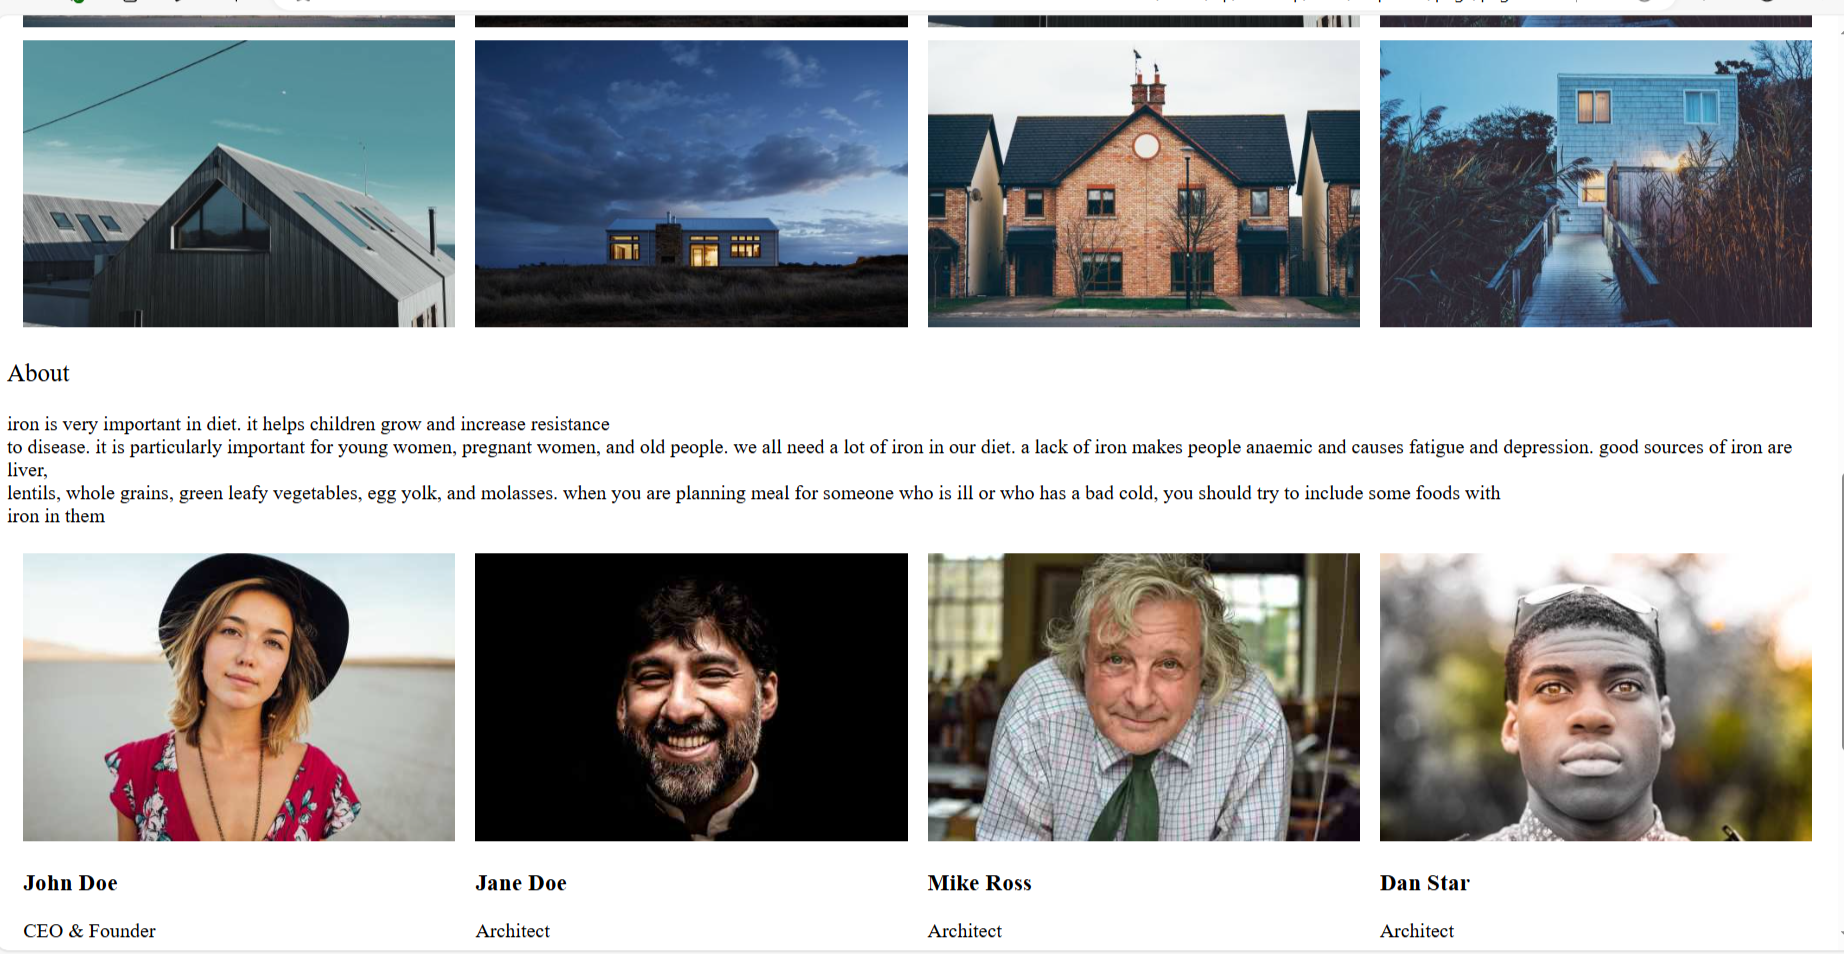 About
iron is very important in diet. it helps children grow and increase resistance
to disease. it is particularly important for young women, pregnant women, and old people. we all need a lot of iron in our diet. a lack of iron makes people anaemic and causes fatigue and depression. good sources of iron are
liver,
lentils, whole grains, green leafy vegetables, egg yolk, and molasses. when you are planning meal for someone who is ill or who has a bad cold, you should try to include some foods with
iron in them
John Doe
Jane Doe
Mike Ross
Dan Star
CEO & Founder
Architect
Architect
Architect